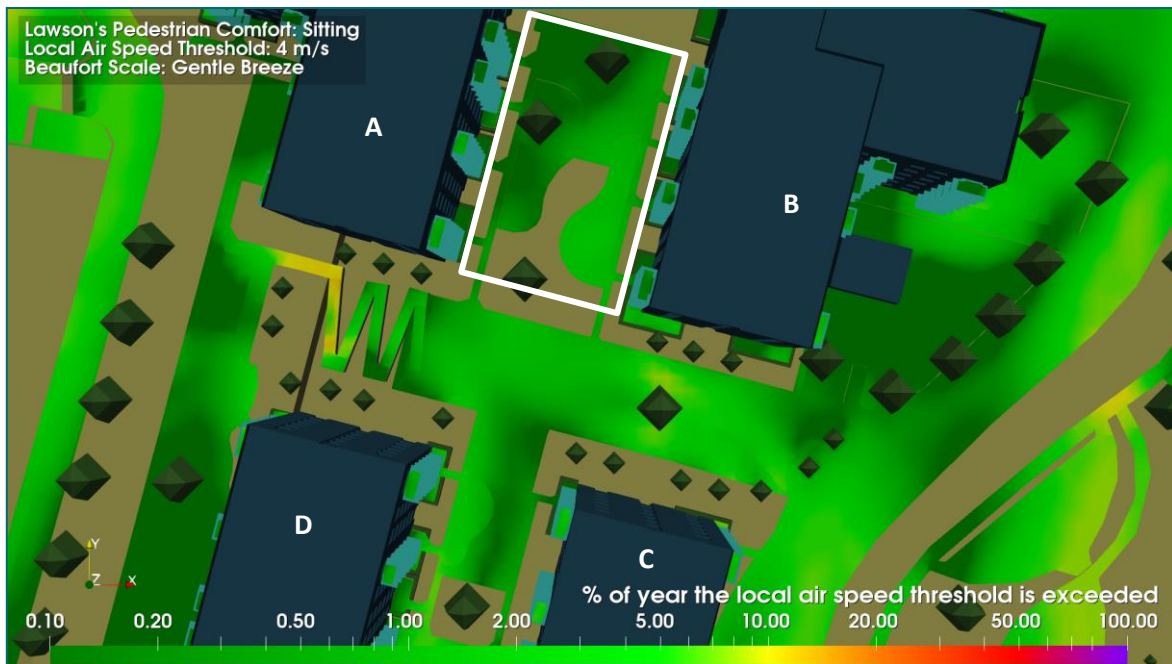 Lawson's Pedestrian Comfort: Sitting
Local Air Speed Threshold: 4 m/s
Beaufort Scale: Gentle Breeze
A
B
D
C
Y
Z X
% of year the local air speed threshold is exceeded
0.10 0.20 0.50 1.00 2.00 5.00 10.00 20.00 50.00 100.00